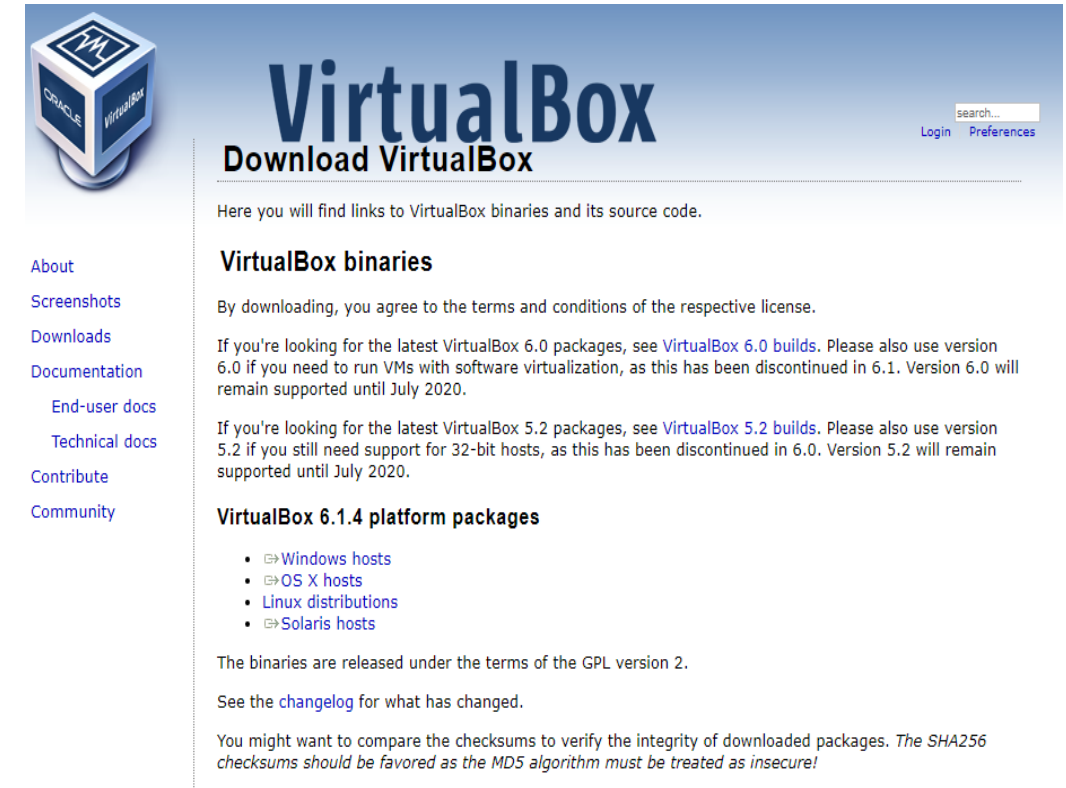 ORACLE
VirtualBox
VirtualBox
search...
Login Preferences
Download VirtualBox
Here you will find links to VirtualBox binaries and its source code.
About
Screenshots
Downloads
Documentation
End-user docs
Technical docs
Contribute
Community
VirtualBox binaries
By downloading, you agree to the terms and conditions of the respective license.
If you're looking for the latest VirtualBox 6.0 packages, see VirtualBox 6.0 builds. Please also use version
6.0 if you need to run VMs with software virtualization, as this has been discontinued in 6.1. Version 6.0 will
remain supported until July 2020.
If you're looking for the latest VirtualBox 5.2 packages, see VirtualBox 5.2 builds. Please also use version
5.2 if you still need support for 32-bit hosts, as this has been discontinued in 6.0. Version 5.2 will remain
supported until July 2020.
VirtualBox 6.1.4 platform packages
• Windows hosts
• OS X hosts
• Linux distributions
• Solaris hosts
The binaries are released under the terms of the GPL version 2.
See the changelog for what has changed.
You might want to compare the checksums to verify the integrity of downloaded packages. The SHA256
checksums should be favored as the MD5 algorithm must be treated as insecure!